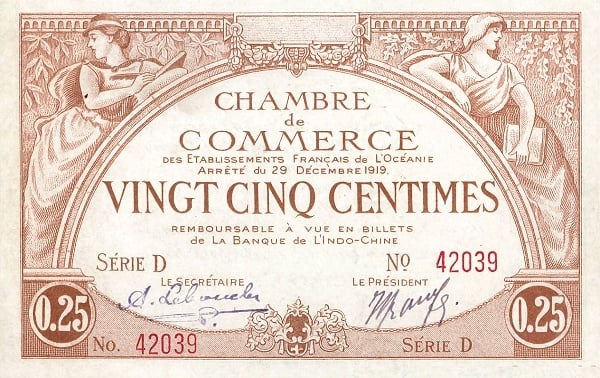 CHAMBRE
de
COMMERCE
DES ETABLISSEMENTS FRANÇAIS DE L'OCÉANIE
ARRÊTÉ DU 29 DÉCEMBRE 1919.
VINGT CINQ CENTIMES
REMBOURSABLE À VUE EN BILLETS
de LA BANQUE de L'INDO-CHINE
SÉRIE D No 42039
LE SECRÉTAIRE LE PRÉSIDENT
0.25 0.25
No. 42039 SÉRIE D